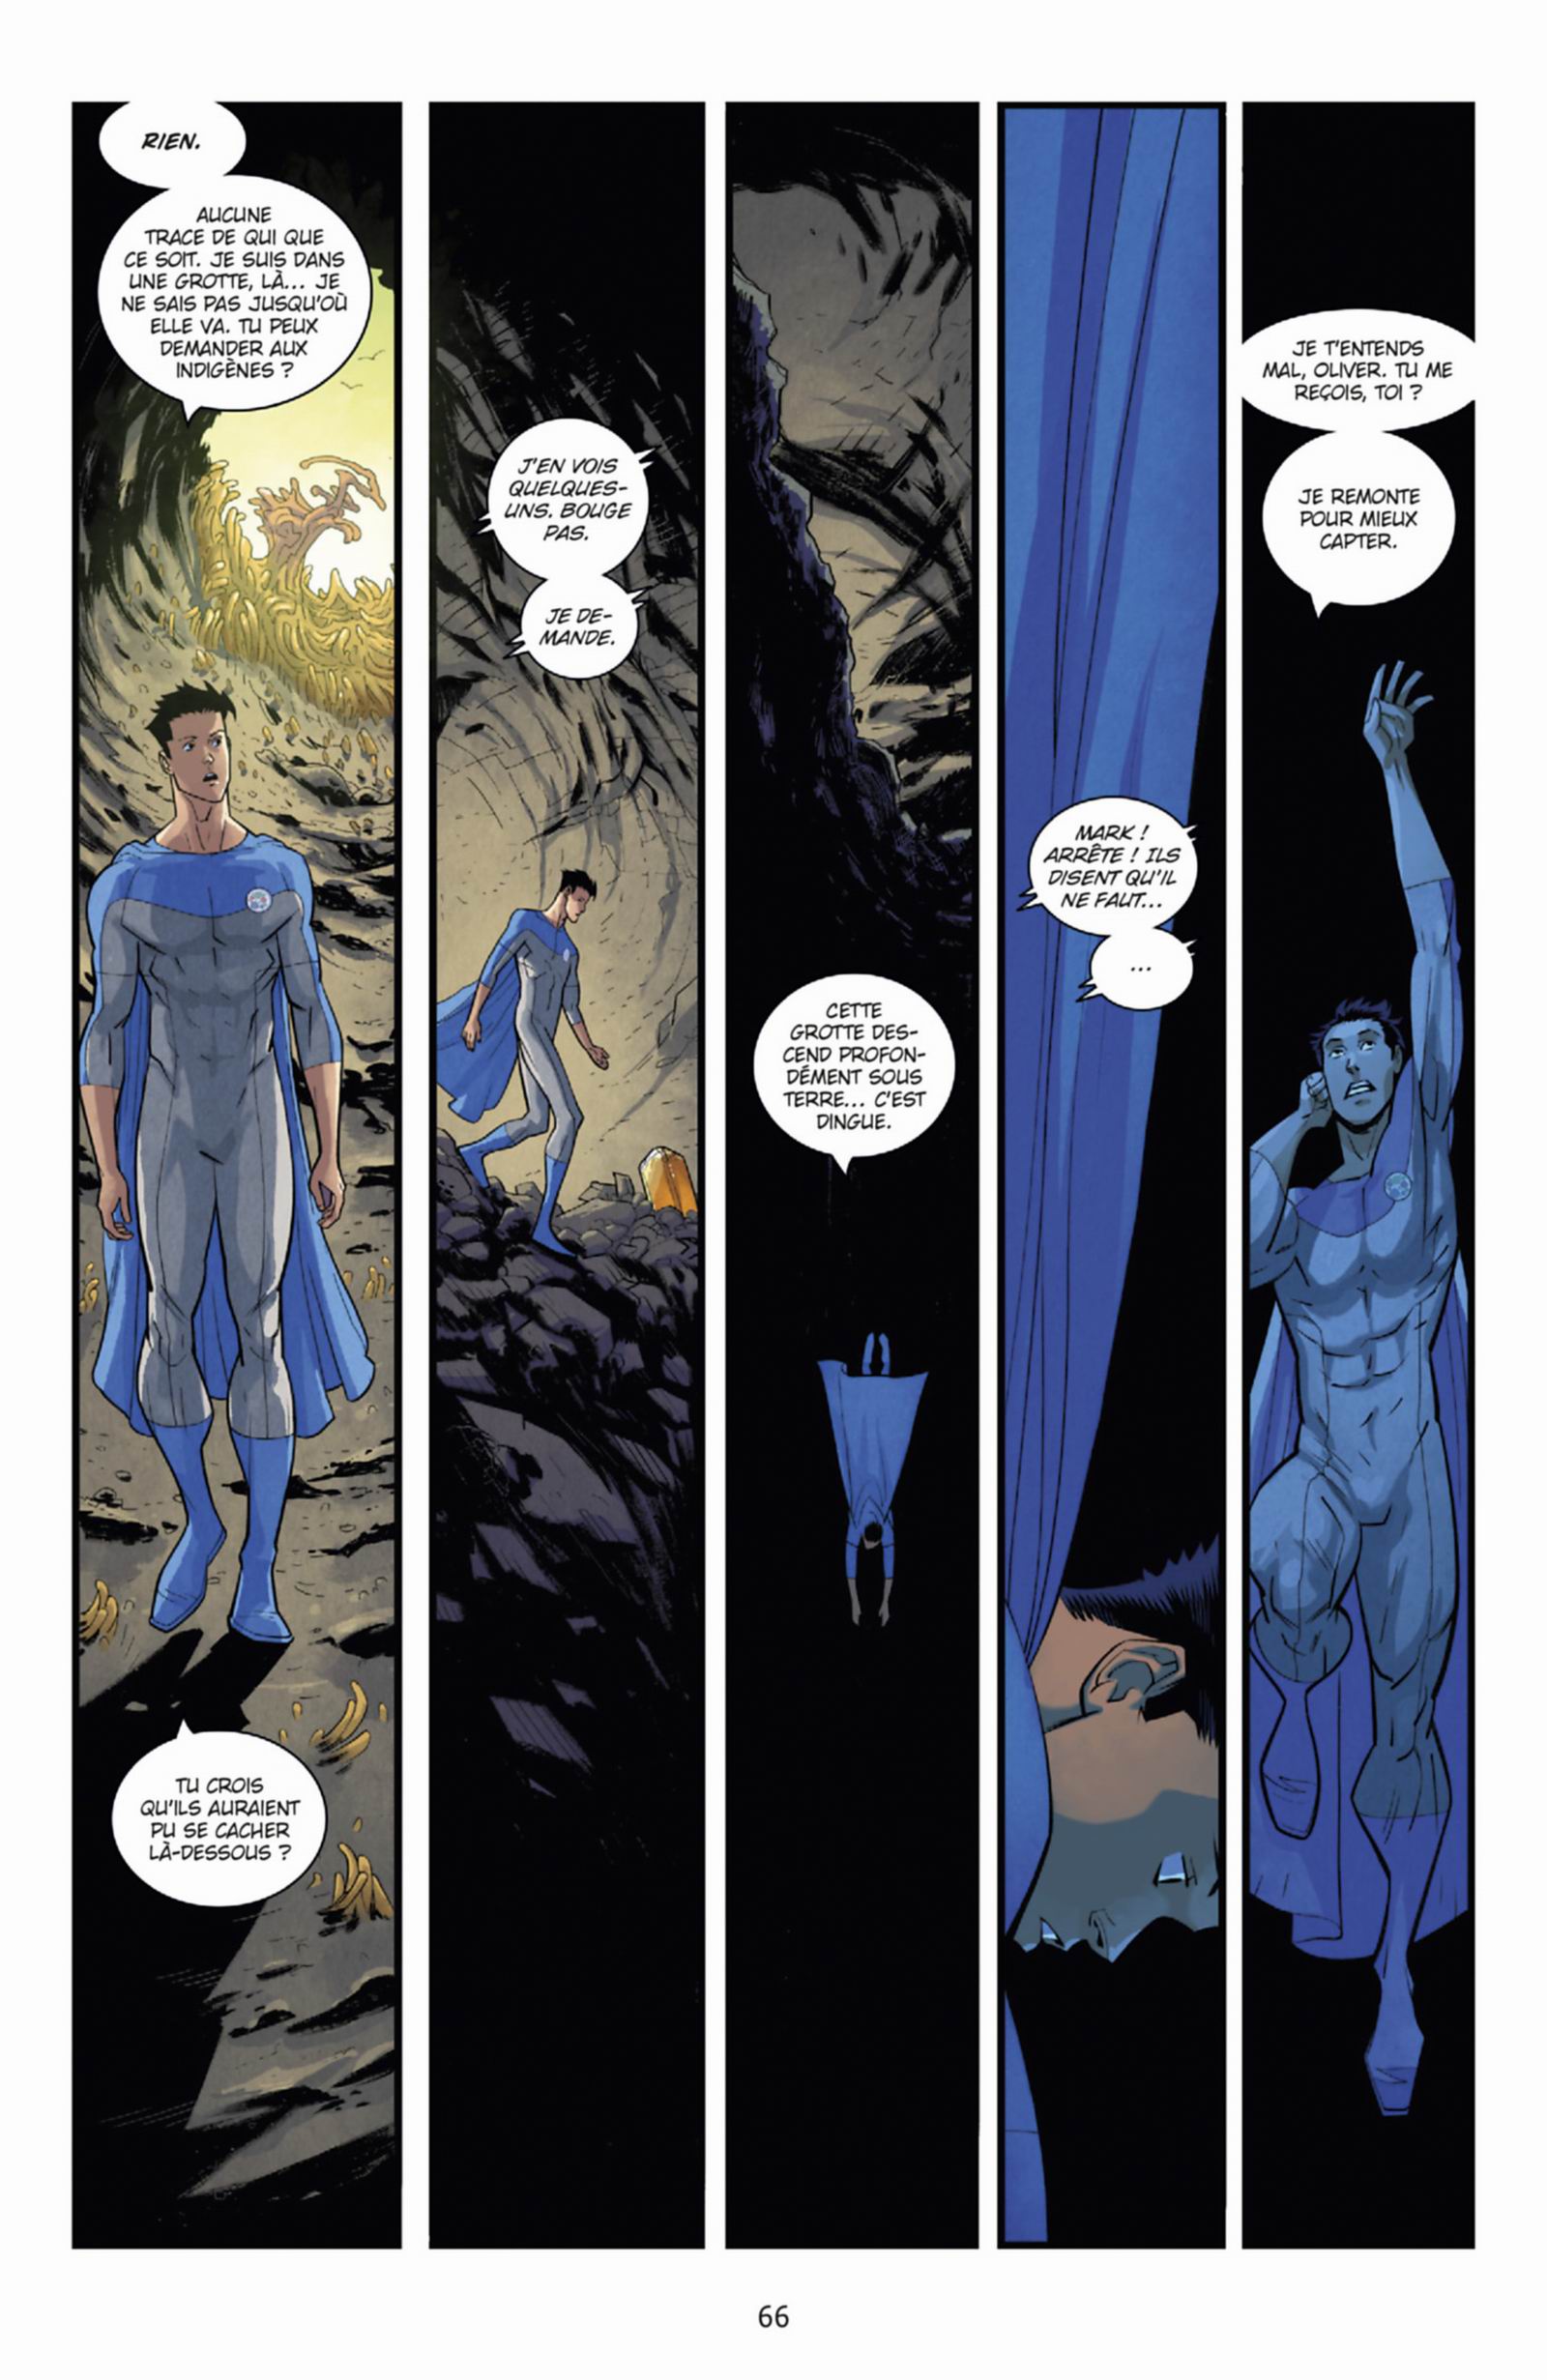 RIEN.
AUCUNE
TRACE DE QUI QUE
CE SOIT. JE SUIS DANS
UNE GROTTE, LÀ... JE
NE SAIS PAS JUSQU'OÙ
ELLE VA. TU PEUX
DEMANDER AUX
INDIGÈNES ?
TU CROIS
QU'ILS AURAIENT
PU SE CACHER
LÀ-DESSOUS ?
J'EN VOIS
QUELQUES-
UNS. BOUGE
PAS.
JE DE-
MANDE.
CETTE
GROTTE DES-
CEND PROFON-
DÉMENT SOUS
TERRE... C'EST
DINGUE.
MARK !
ARRÊTE ! ILS
DISENT QU'IL
NE FAUT...
...
JE T'ENTENDS
MAL, OLIVER. TU ME
REÇOIS, TOI ?
JE REMONTE
POUR MIEUX
CAPTER.
66